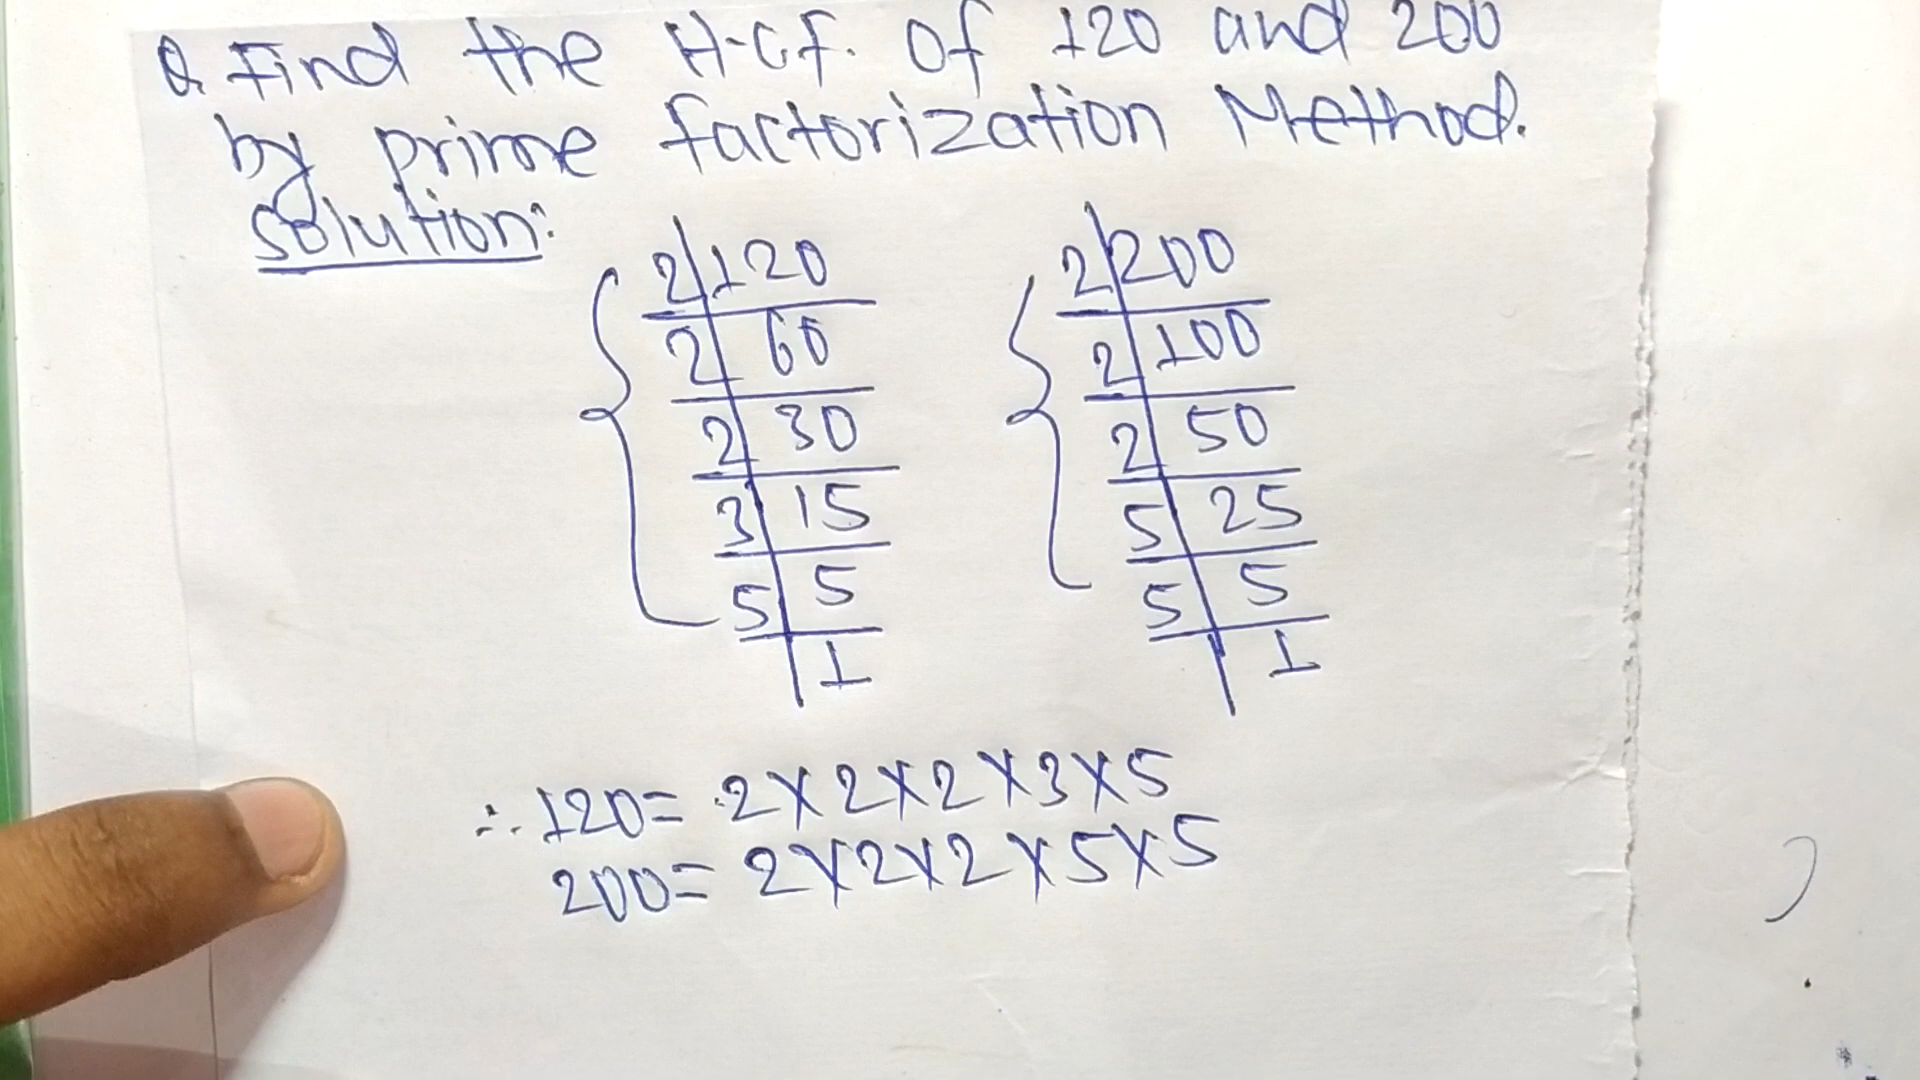 Q. Find the H.C.F. Of 120 and 200
by prime factorization Method.
Solution:
2 120
2 60
2 30
3 15
5 5
1
2 200
2 100
2 50
5 25
5 5
1
∴ 120 = 2×2×2×3×5
200 = 2×2×2×5×5